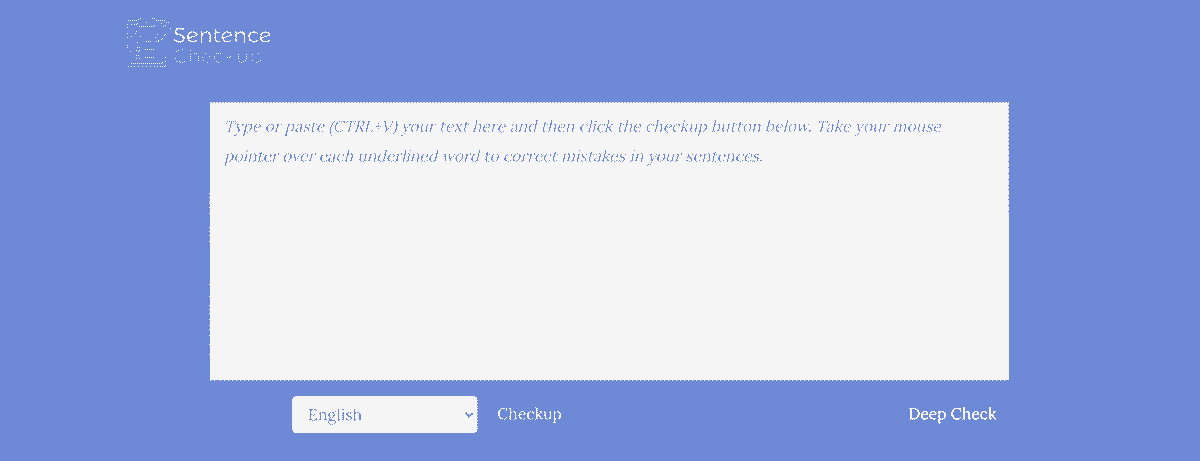 Sentence
Checkup
Type or paste (CTRL+V) your text here and then click the checkup button below. Take your mouse
pointer over each underlined word to correct mistakes in your sentences.
English
Checkup
Deep Check